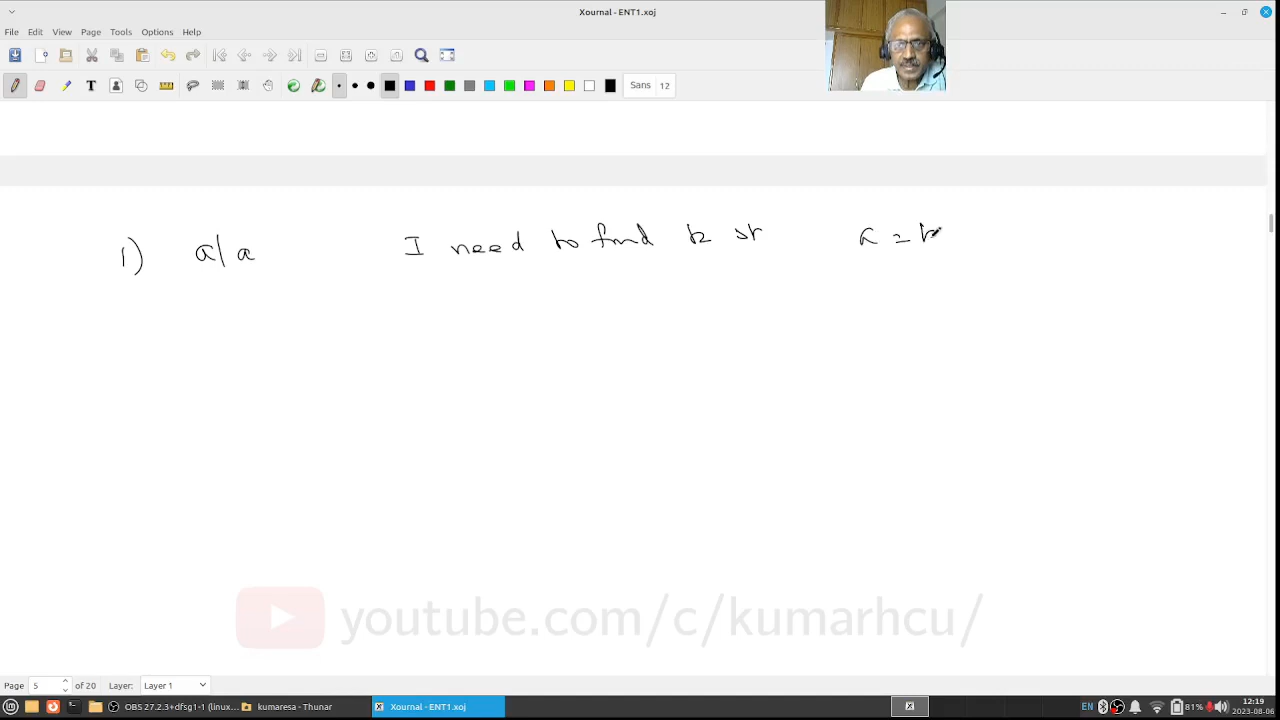 Xournal - ENT1.xoj
File Edit View Page Tools Options Help
T Sans 12
1) a|a I need to find k st a = k
youtube.com/c/kumarhcu/
Page 5 of 20 Layer: Layer 1
OBS 27.2.3+dfsg1-1 (linux... kumaresa - Thunar Xournal - ENT1.xoj EN 81% 12:19
2023-08-06